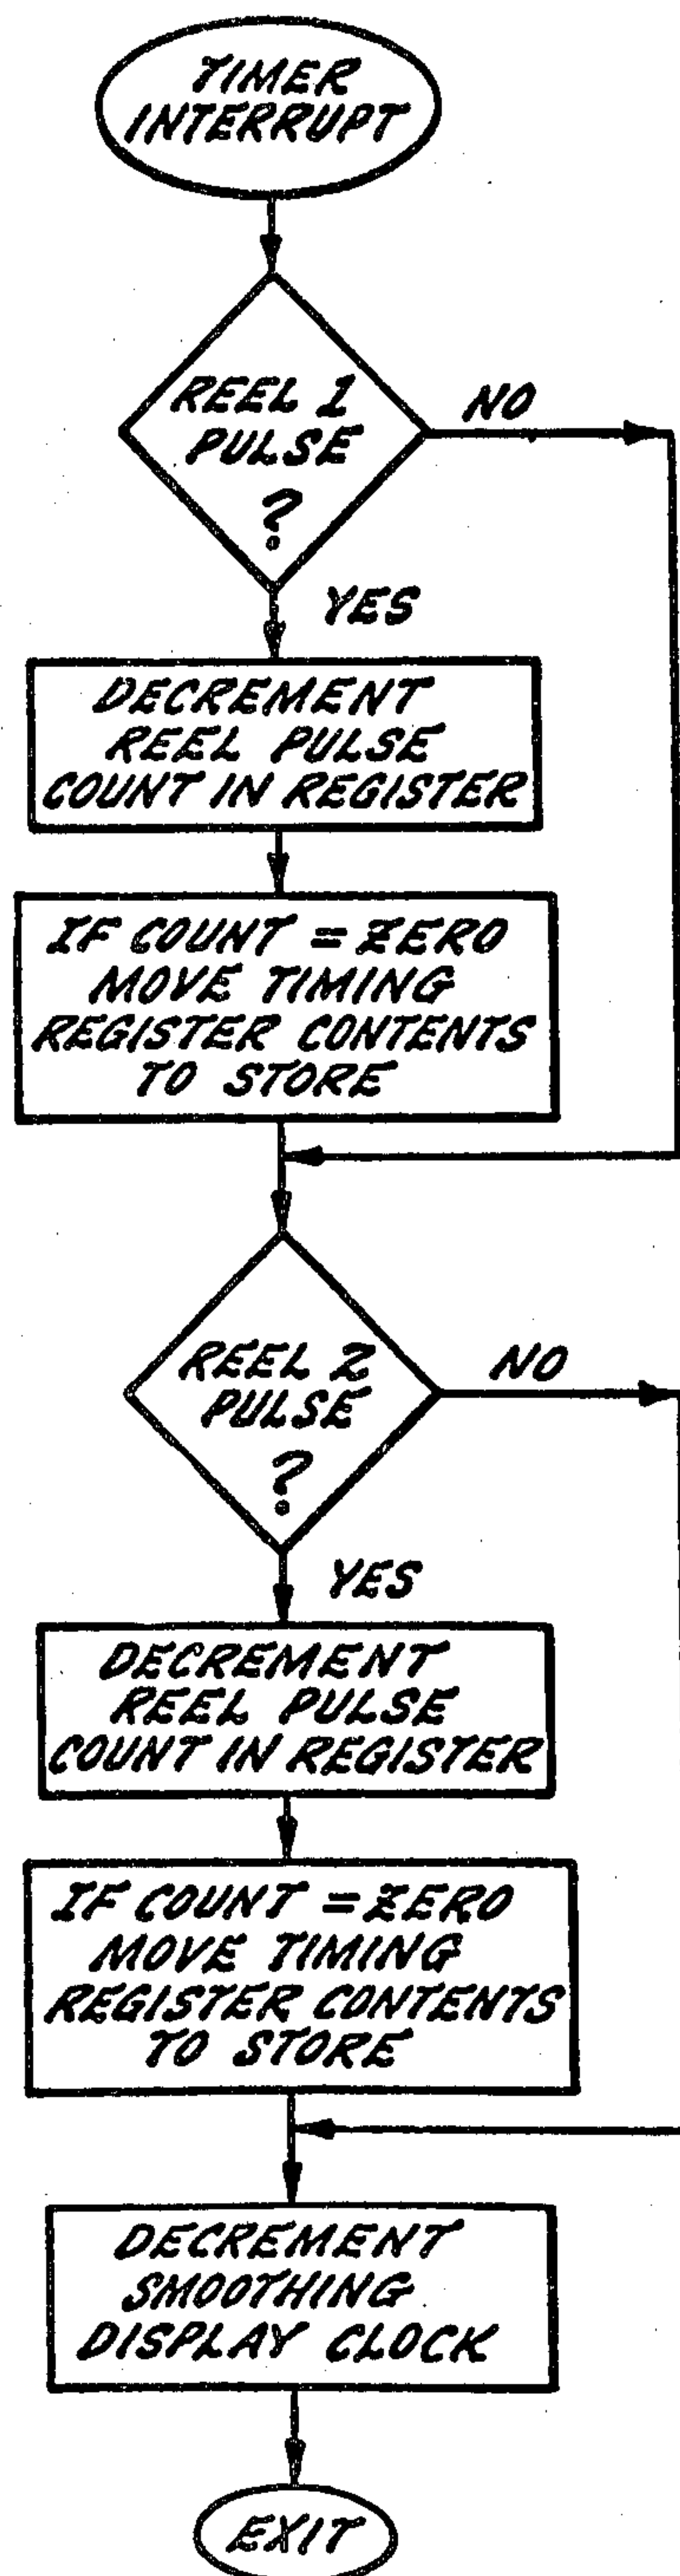 TIMER
INTERRUPT
REEL 1
PULSE
?
NO
YES
DECREMENT
REEL PULSE
COUNT IN REGISTER
IF COUNT = ZERO
MOVE TIMING
REGISTER CONTENTS
TO STORE
REEL 2
PULSE
?
NO
YES
DECREMENT
REEL PULSE
COUNT IN REGISTER
IF COUNT = ZERO
MOVE TIMING
REGISTER CONTENTS
TO STORE
DECREMENT
SMOOTHING
DISPLAY CLOCK
EXIT